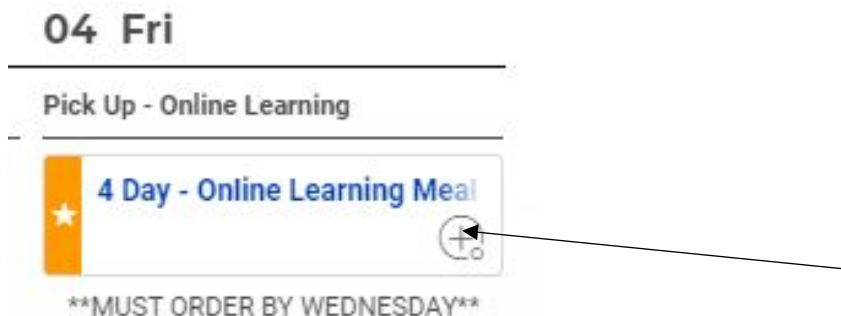 04 Fri
Pick Up - Online Learning
4 Day - Online Learning Meal
**MUST ORDER BY WEDNESDAY**